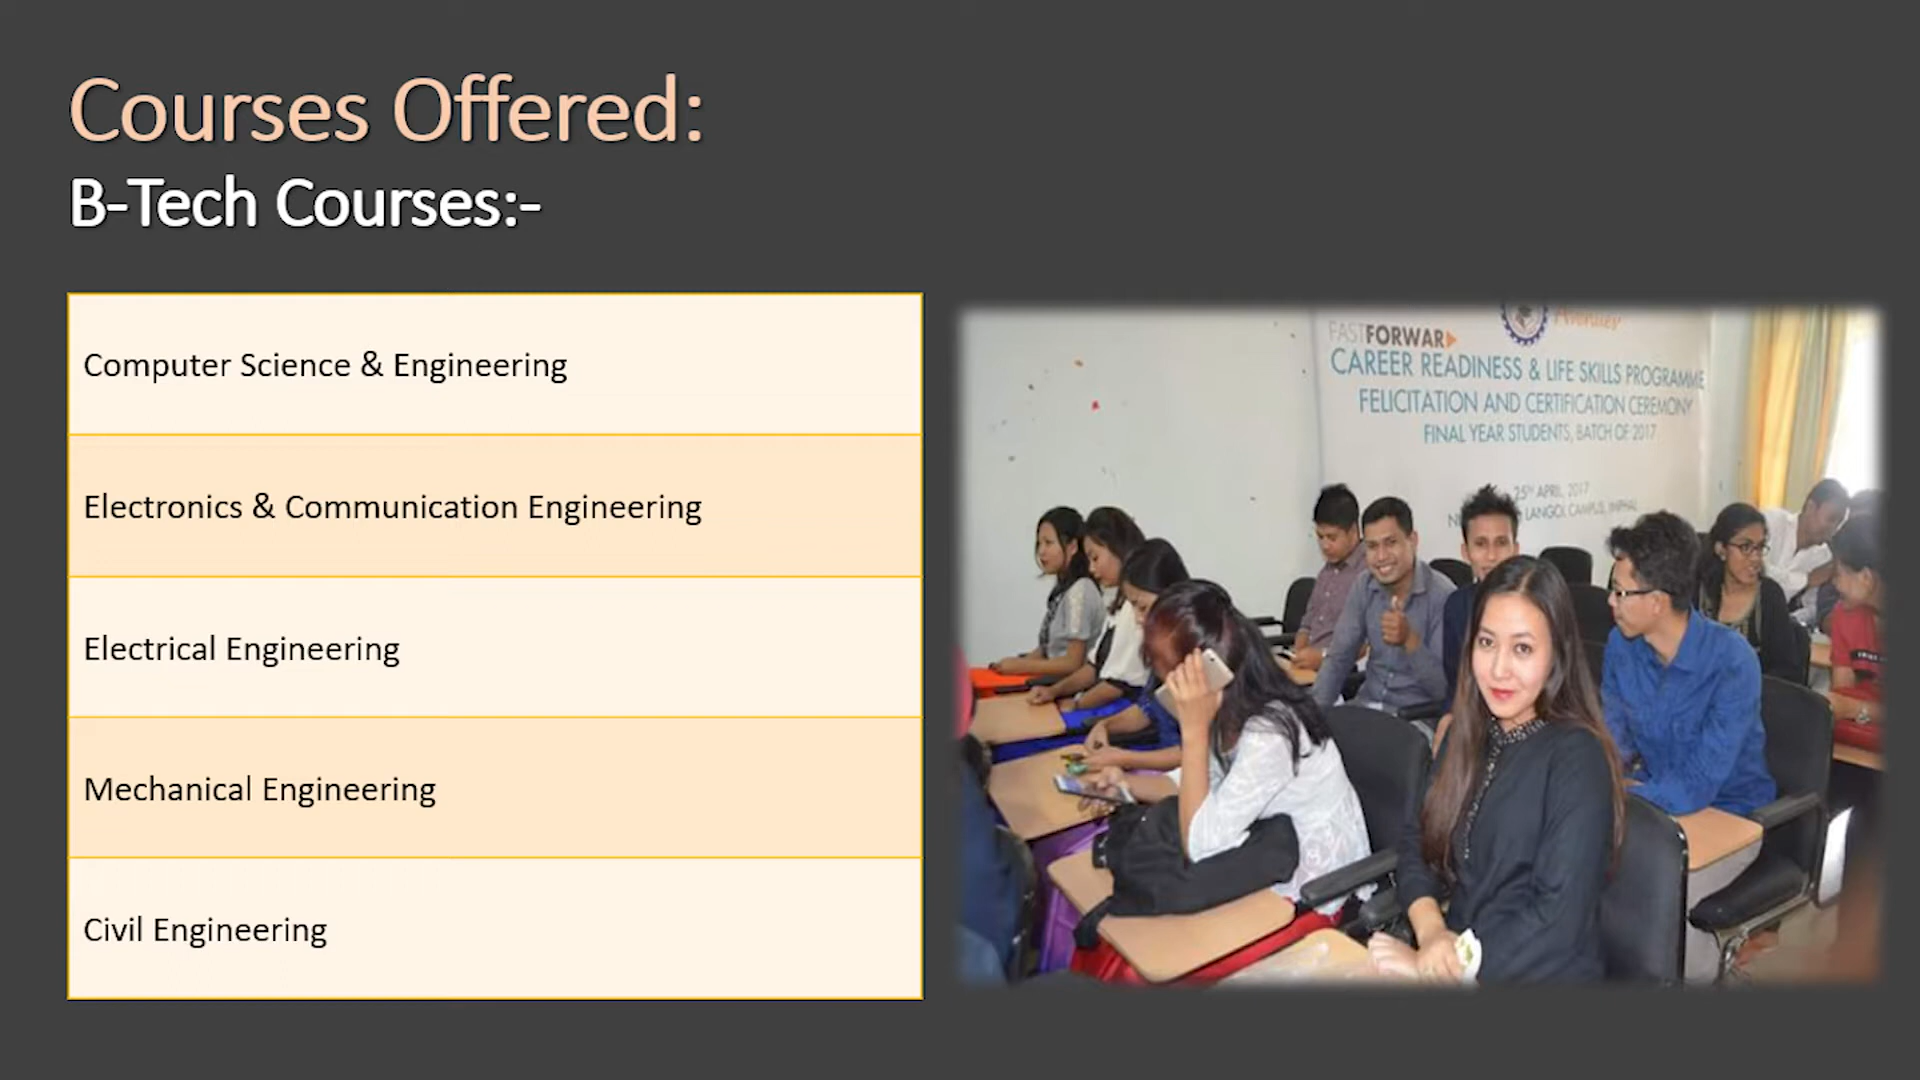 Courses Offered:
B-Tech Courses:-
Computer Science & Engineering
Electronics & Communication Engineering
Electrical Engineering
Mechanical Engineering
Civil Engineering
Avenues
FASTFORWAR
CAREER READINESS & LIFE SKILLS PROGRAMME
FELICITATION AND CERTIFICATION CEREMONY
FINAL YEAR STUDENTS, BATCH OF 2017
25TH APRIL, 2017
LANGOL CAMPUS, IMPHAL